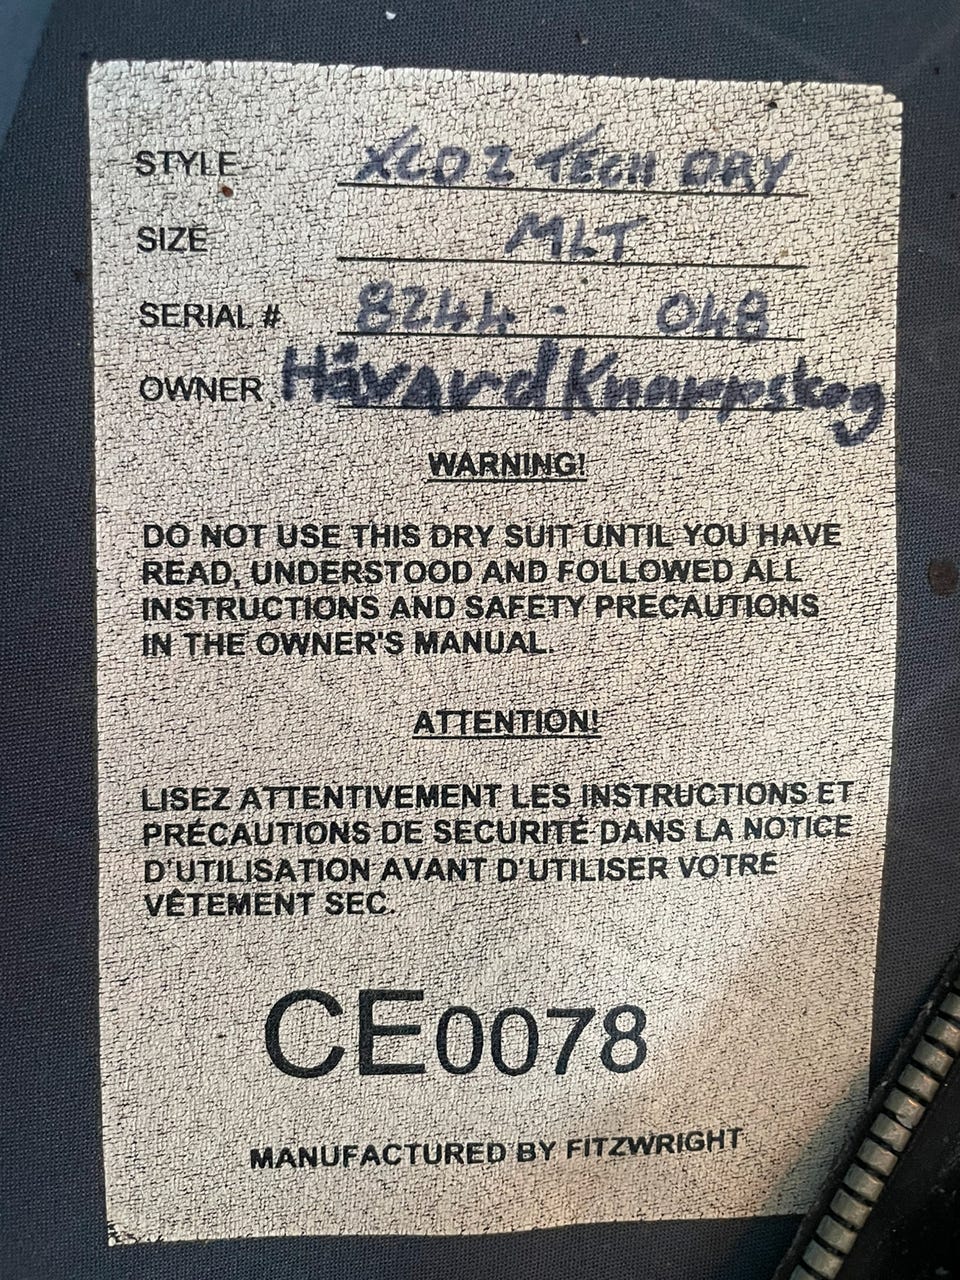 STYLE XCD2 TECH DRY
SIZE MLT
SERIAL # 8244 - 048
OWNER Håvard Knappskog
WARNING!
DO NOT USE THIS DRY SUIT UNTIL YOU HAVE
READ, UNDERSTOOD AND FOLLOWED ALL
INSTRUCTIONS AND SAFETY PRECAUTIONS
IN THE OWNER'S MANUAL.
ATTENTION!
LISEZ ATTENTIVEMENT LES INSTRUCTIONS ET
PRÉCAUTIONS DE SECURITÉ DANS LA NOTICE
D'UTILISATION AVANT D'UTILISER VOTRE
VÊTEMENT SEC.
CE0078
MANUFACTURED BY FITZWRIGHT